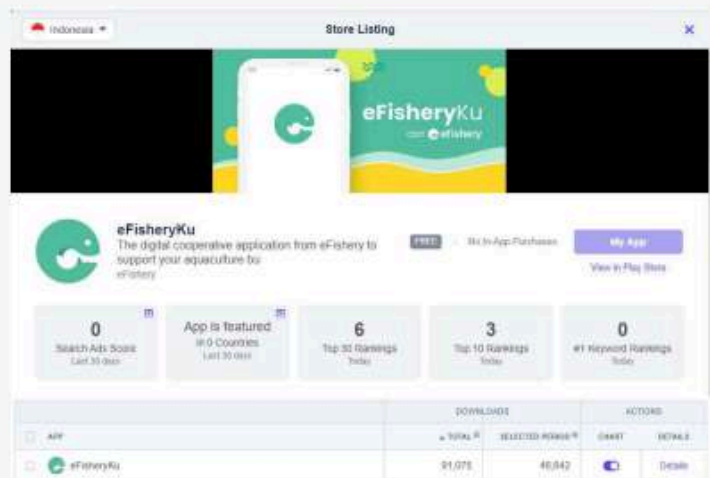 Indonesia
Store Listing
eFisheryKu
eFishery
eFisheryKu
The digital cooperative application from eFishery to
support your aquaculture bu
eFishery
FREE
No In-App Purchases
My App
View in Play Store
0
Search Ads Score
Last 30 days
App is featured
in 0 Countries
Last 30 days
6
Top 30 Rankings
Today
3
Top 10 Rankings
Today
0
#1 Keyword Rankings
Today
DOWNLOADS
ACTIONS
APP
TOTAL
SELECTED PERIOD
CHART
DETAILS
eFisheryKu
91,075
Details